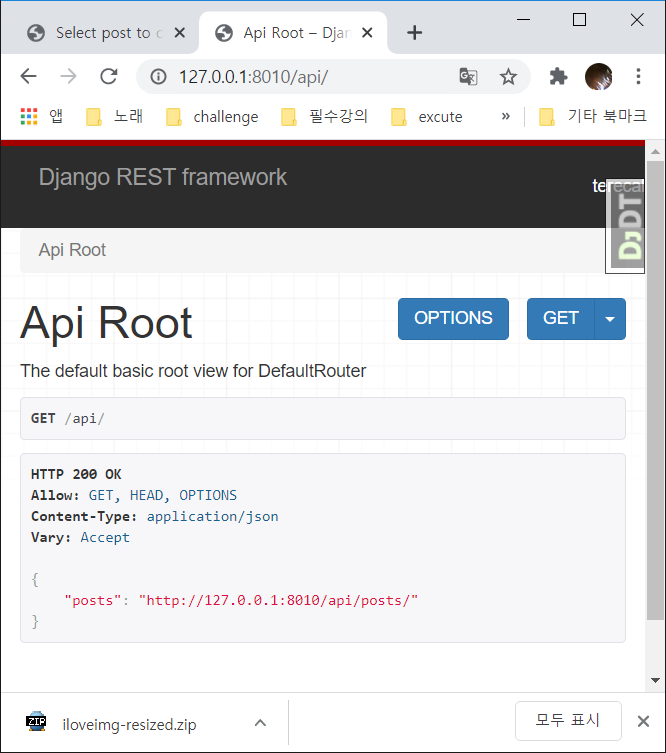 Select post to c
Api Root – Djan
127.0.0.1:8010/api/
앱
노래
challenge
필수강의
excute
»
기타 북마크
Django REST framework
terecal
DjDT
Api Root
Api Root
OPTIONS
GET
The default basic root view for DefaultRouter
GET /api/
HTTP 200 OK
Allow: GET, HEAD, OPTIONS
Content-Type: application/json
Vary: Accept
{
    "posts": "http://127.0.0.1:8010/api/posts/"
}
ZIP
iloveimg-resized.zip
모두 표시